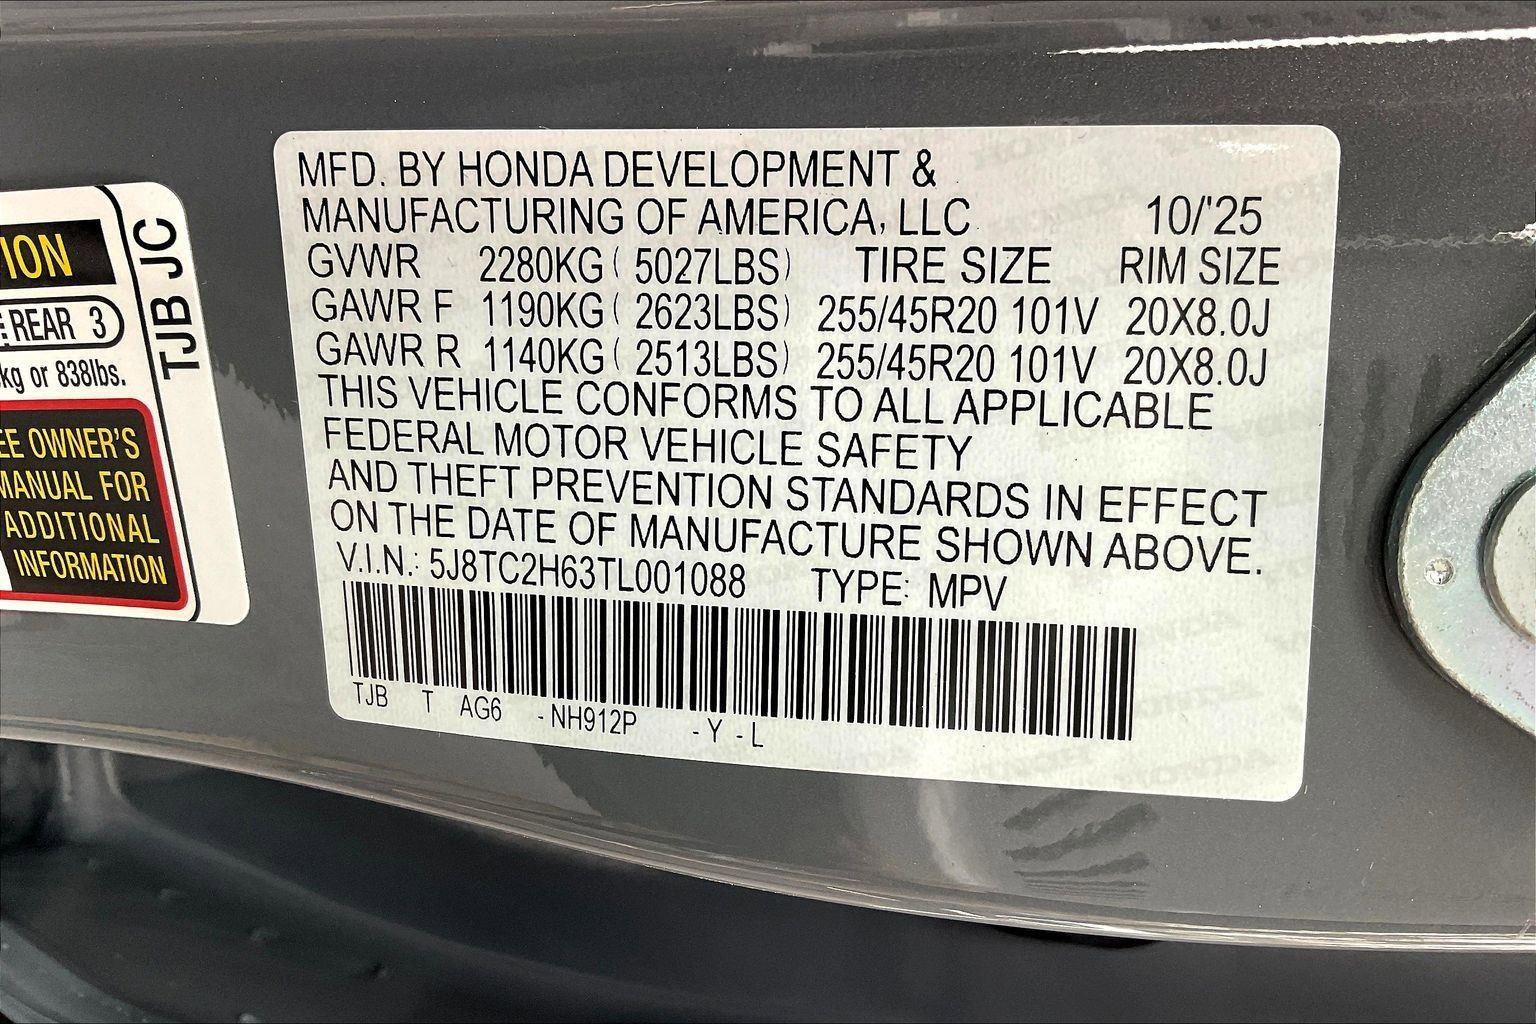 ION
REAR 3
kg or 838lbs.
EE OWNER'S
MANUAL FOR
ADDITIONAL
INFORMATION
TJB JC
MFD. BY HONDA DEVELOPMENT &
MANUFACTURING OF AMERICA, LLC 10/'25
GVWR 2280KG ( 5027LBS) TIRE SIZE RIM SIZE
GAWR F 1190KG ( 2623LBS) 255/45R20 101V 20X8.0J
GAWR R 1140KG ( 2513LBS) 255/45R20 101V 20X8.0J
THIS VEHICLE CONFORMS TO ALL APPLICABLE
FEDERAL MOTOR VEHICLE SAFETY
AND THEFT PREVENTION STANDARDS IN EFFECT
ON THE DATE OF MANUFACTURE SHOWN ABOVE.
V.I.N.: 5J8TC2H63TL001088 TYPE: MPV
TJB T AG6 -NH912P -Y-L